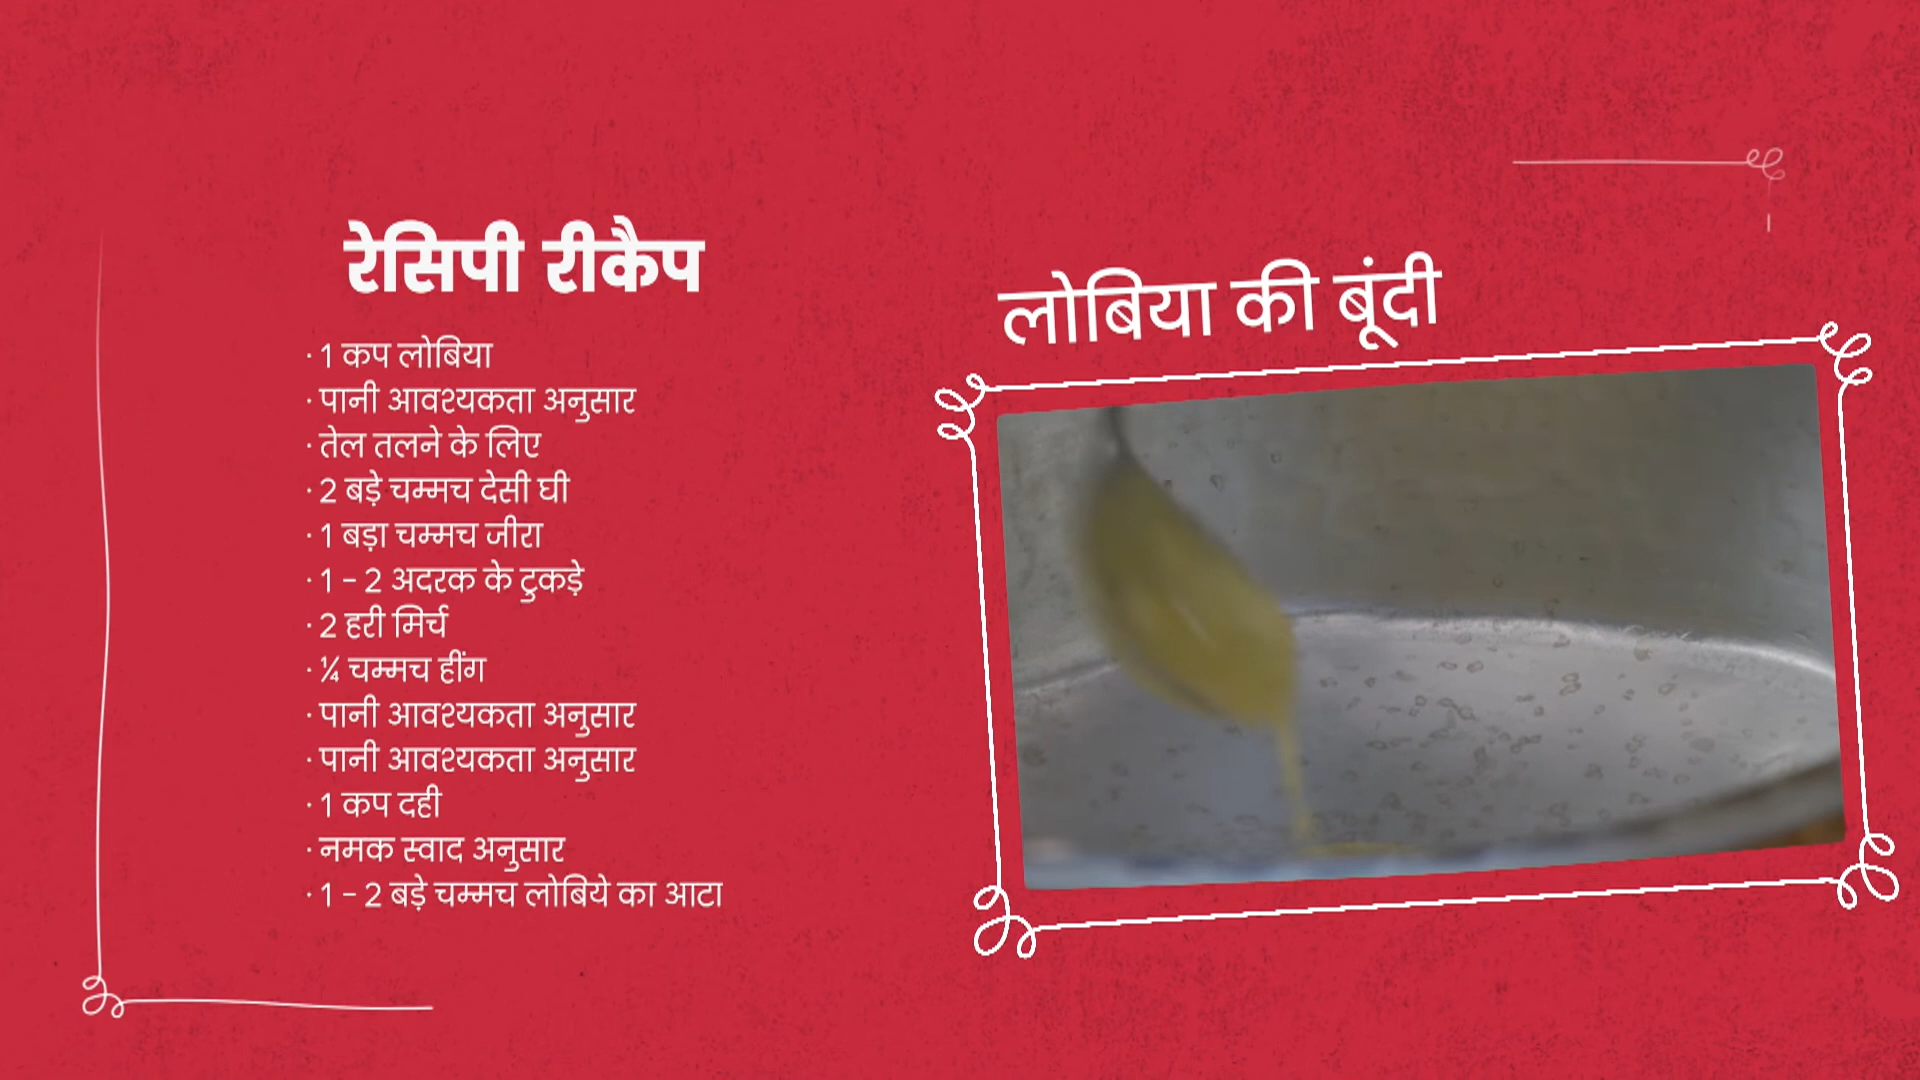 रेसिपी रीकैप
· 1 कप लोबिया
· पानी आवश्यकता अनुसार
· तेल तलने के लिए
· 2 बड़े चम्मच देसी घी
· 1 बड़ा चम्मच जीरा
· 1 – 2 अदरक के टुकड़े
· 2 हरी मिर्च
· ¼ चम्मच हींग
· पानी आवश्यकता अनुसार
· पानी आवश्यकता अनुसार
· 1 कप दही
· नमक स्वाद अनुसार
· 1 – 2 बड़े चम्मच लोबिये का आटा
लोबिया की बूंदी